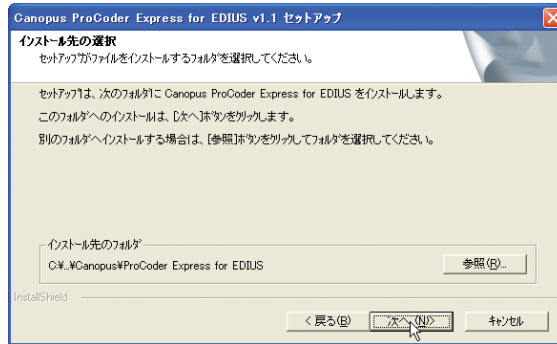 Canopus ProCoder Express for EDIUS v1.1 セットアップ
インストール先の選択
セットアップがファイルをインストールするフォルダを選択してください。
セットアップは、次のフォルダに Canopus ProCoder Express for EDIUS をインストールします。
このフォルダへのインストールは、[次へ]ボタンをクリックします。
別のフォルダへインストールする場合は、[参照]ボタンをクリックしてフォルダを選択してください。
インストール先のフォルダ
C:¥...¥Canopus¥ProCoder Express for EDIUS
参照(R)...
InstallShield
< 戻る(B)
次へ(N)>
キャンセル